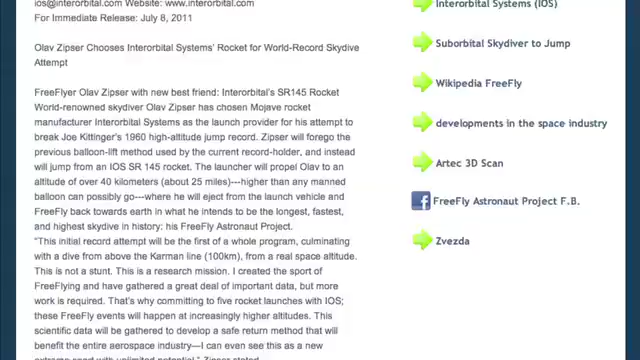 ios@interorbital.com Website: www.interorbital.com
For Immediate Release: July 8, 2011
Olav Zipser Chooses Interorbital Systems' Rocket for World-Record Skydive
Attempt
FreeFlyer Olav Zipser with new best friend: Interorbital's SR145 Rocket
World-renowned skydiver Olav Zipser has chosen Mojave rocket
manufacturer Interorbital Systems as the launch provider for his attempt to
break Joe Kittinger's 1960 high-altitude jump record. Zipser will forego the
previous balloon-lift method used by the current record-holder, and instead
will jump from an IOS SR 145 rocket. The launcher will propel Olav to an
altitude of over 40 kilometers (about 25 miles)---higher than any manned
balloon can possibly go---where he will eject from the launch vehicle and
FreeFly back towards earth in what he intends to be the longest, fastest,
and highest skydive in history: his FreeFly Astronaut Project.
"This initial record attempt will be the first of a whole program, culminating
with a dive from above the Karman line (100km), from a real space altitude.
This is not a stunt. This is a research mission. I created the sport of
FreeFlying and have gathered a great deal of important data, but more
work is required. That's why committing to five rocket launches with IOS;
these FreeFly events will happen at increasingly higher altitudes. This
scientific data will be gathered to develop a safe return method that will
benefit the entire aerospace industry—I can even see this as a new
extreme sport with unlimited potential," Zipser stated.
Interorbital Systems (IOS)
Suborbital Skydiver to Jump
Wikipedia FreeFly
developments in the space industry
Artec 3D Scan
FreeFly Astronaut Project F.B.
Zvezda